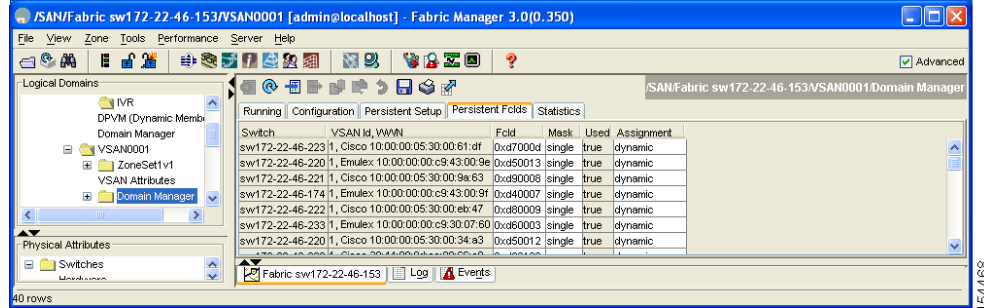 /SAN/Fabric sw172-22-46-153/VSAN0001 [admin@localhost] - Fabric Manager 3.0(0.350)
File View Zone Tools Performance Server Help
Advanced
Logical Domains
/SAN/Fabric sw172-22-46-153/VSAN0001/Domain Manager
IVR
DPVM (Dynamic Membe
Domain Manager
VSAN0001
ZoneSet1v1
VSAN Attributes
Domain Manager
Running Configuration Persistent Setup Persistent FcIds Statistics
Switch VSAN Id, WWN FcId Mask Used Assignment
sw172-22-46-223 1, Cisco 10:00:00:05:30:00:61:df 0xd7000d single true dynamic
sw172-22-46-220 1, Emulex 10:00:00:00:c9:43:00:9e 0xd50013 single true dynamic
sw172-22-46-221 1, Cisco 10:00:00:05:30:00:9a:63 0xd90008 single true dynamic
sw172-22-46-174 1, Emulex 10:00:00:00:c9:43:00:9f 0xd40007 single true dynamic
sw172-22-46-222 1, Cisco 10:00:00:05:30:00:eb:47 0xd80009 single true dynamic
sw172-22-46-233 1, Emulex 10:00:00:00:c9:30:07:60 0xd60003 single true dynamic
sw172-22-46-220 1, Cisco 10:00:00:05:30:00:34:a3 0xd50012 single true dynamic
Physical Attributes
Switches
Hardware
Fabric sw172-22-46-153 Log Events
40 rows
154468